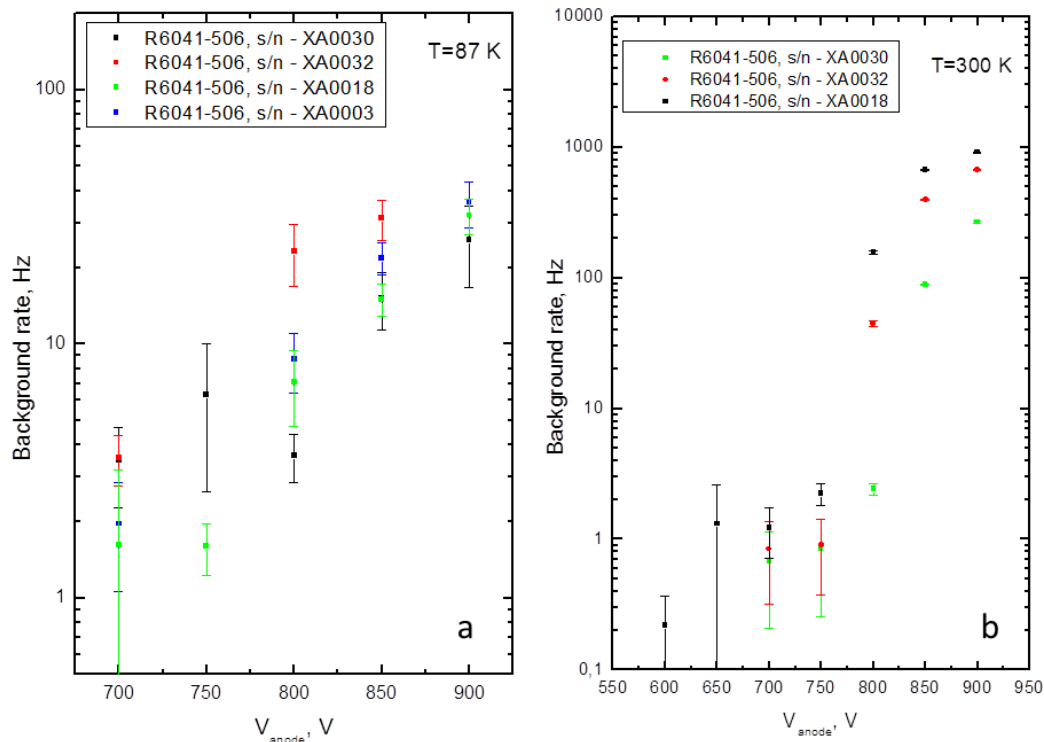 R6041-506, s/n - XA0030
R6041-506, s/n - XA0032
R6041-506, s/n - XA0018
R6041-506, s/n - XA0003
T=87 K
100
10
1
Background rate, Hz
a
700 750 800 850 900
V_anode, V
R6041-506, s/n - XA0030
R6041-506, s/n - XA0032
R6041-506, s/n - XA0018
T=300 K
10000
1000
100
10
1
0,1
Background rate, Hz
b
550 600 650 700 750 800 850 900 950
V_anode, V